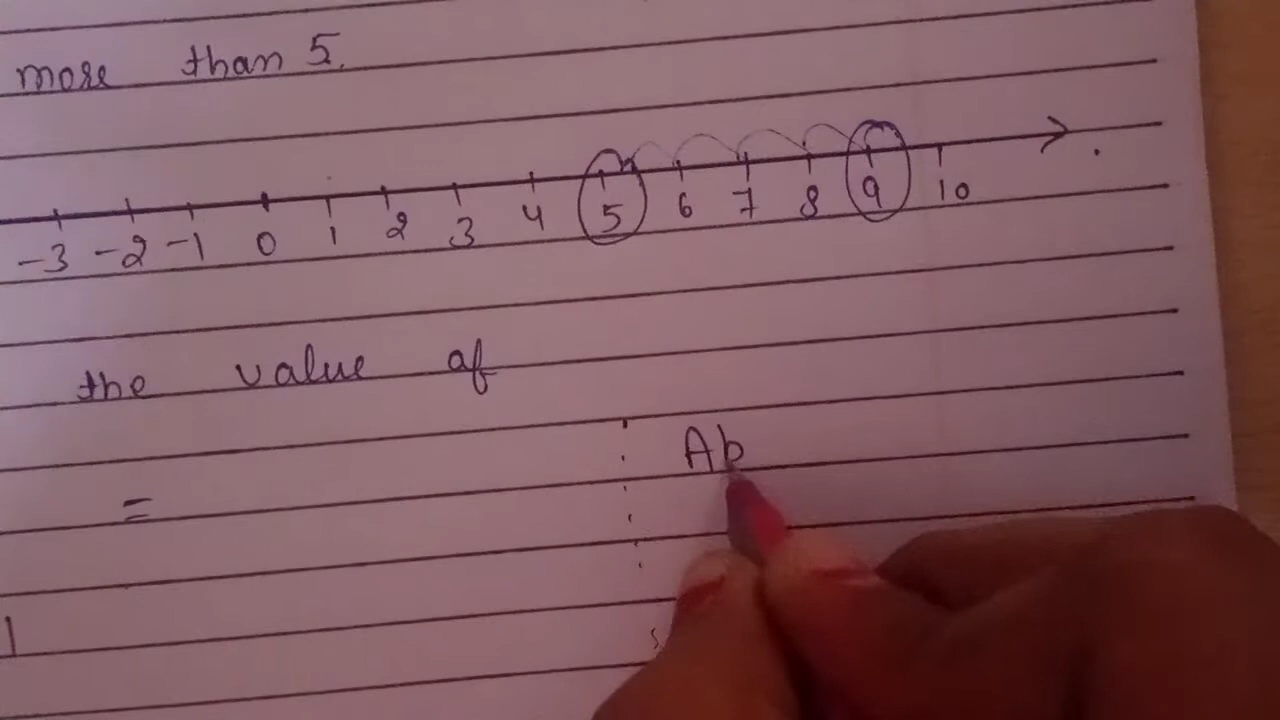 more than 5.
-3 -2 -1 0 1 2 3 4 5 6 7 8 9 10
the value of
= Ab